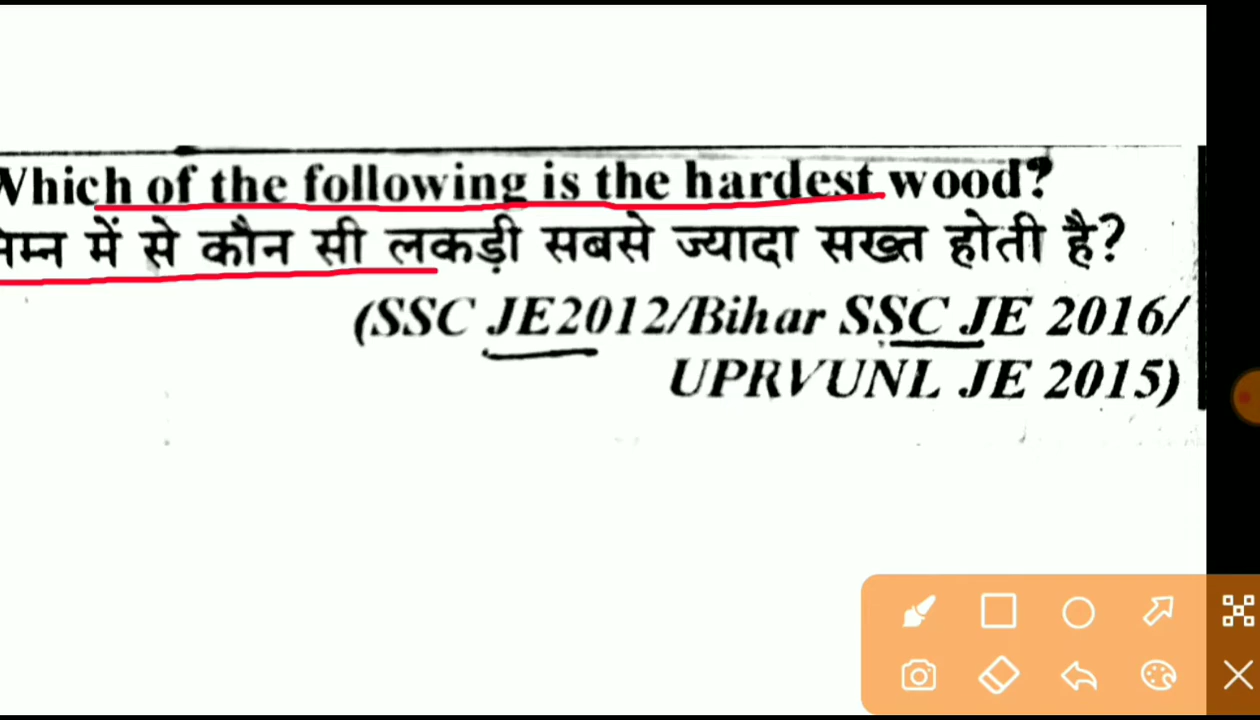 Which of the following is the hardest wood?
निम्न में से कौन सी लकड़ी सबसे ज्यादा सख्त होती है?
(SSC JE2012/Bihar SSC JE 2016/
UPRVUNL JE 2015)